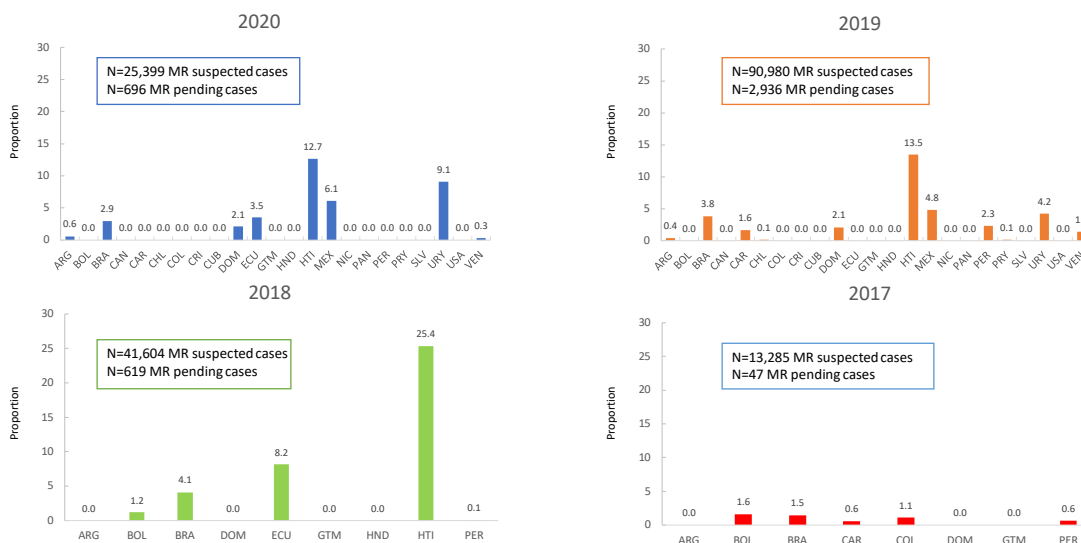 2020
N=25,399 MR suspected cases
N=696 MR pending cases
Proportion
30
25
20
15
10
5
0
0.6 0.0 2.9 0.0 0.0 0.0 0.0 0.0 0.0 2.1 3.5 0.0 0.0 12.7 6.1 0.0 0.0 0.0 0.0 0.0 9.1 0.0 0.3
ARG BOL BRA CAN CAR CHL COL CRI CUB DOM ECU GTM HND HTI MEX NIC PAN PER PRY SLV URY USA VEN
2019
N=90,980 MR suspected cases
N=2,936 MR pending cases
Proportion
30
25
20
15
10
5
0
0.4 0.0 3.8 0.0 1.6 0.1 0.0 0.0 0.0 2.1 0.0 0.0 0.0 13.5 4.8 0.0 0.0 2.3 0.1 0.0 4.2 0.0
ARG BOL BRA CAN CAR CHL COL CRI CUB DOM ECU GTM HND HTI MEX NIC PAN PER PRY SLV URY USA VEN
2018
N=41,604 MR suspected cases
N=619 MR pending cases
Proportion
30
25
20
15
10
5
0
0.0 1.2 4.1 0.0 8.2 0.0 0.0 25.4 0.1
ARG BOL BRA DOM ECU GTM HND HTI PER
2017
N=13,285 MR suspected cases
N=47 MR pending cases
Proportion
30
25
20
15
10
5
0
0.0 1.6 1.5 0.6 1.1 0.0 0.0 0.6
ARG BOL BRA CAR COL DOM GTM PER